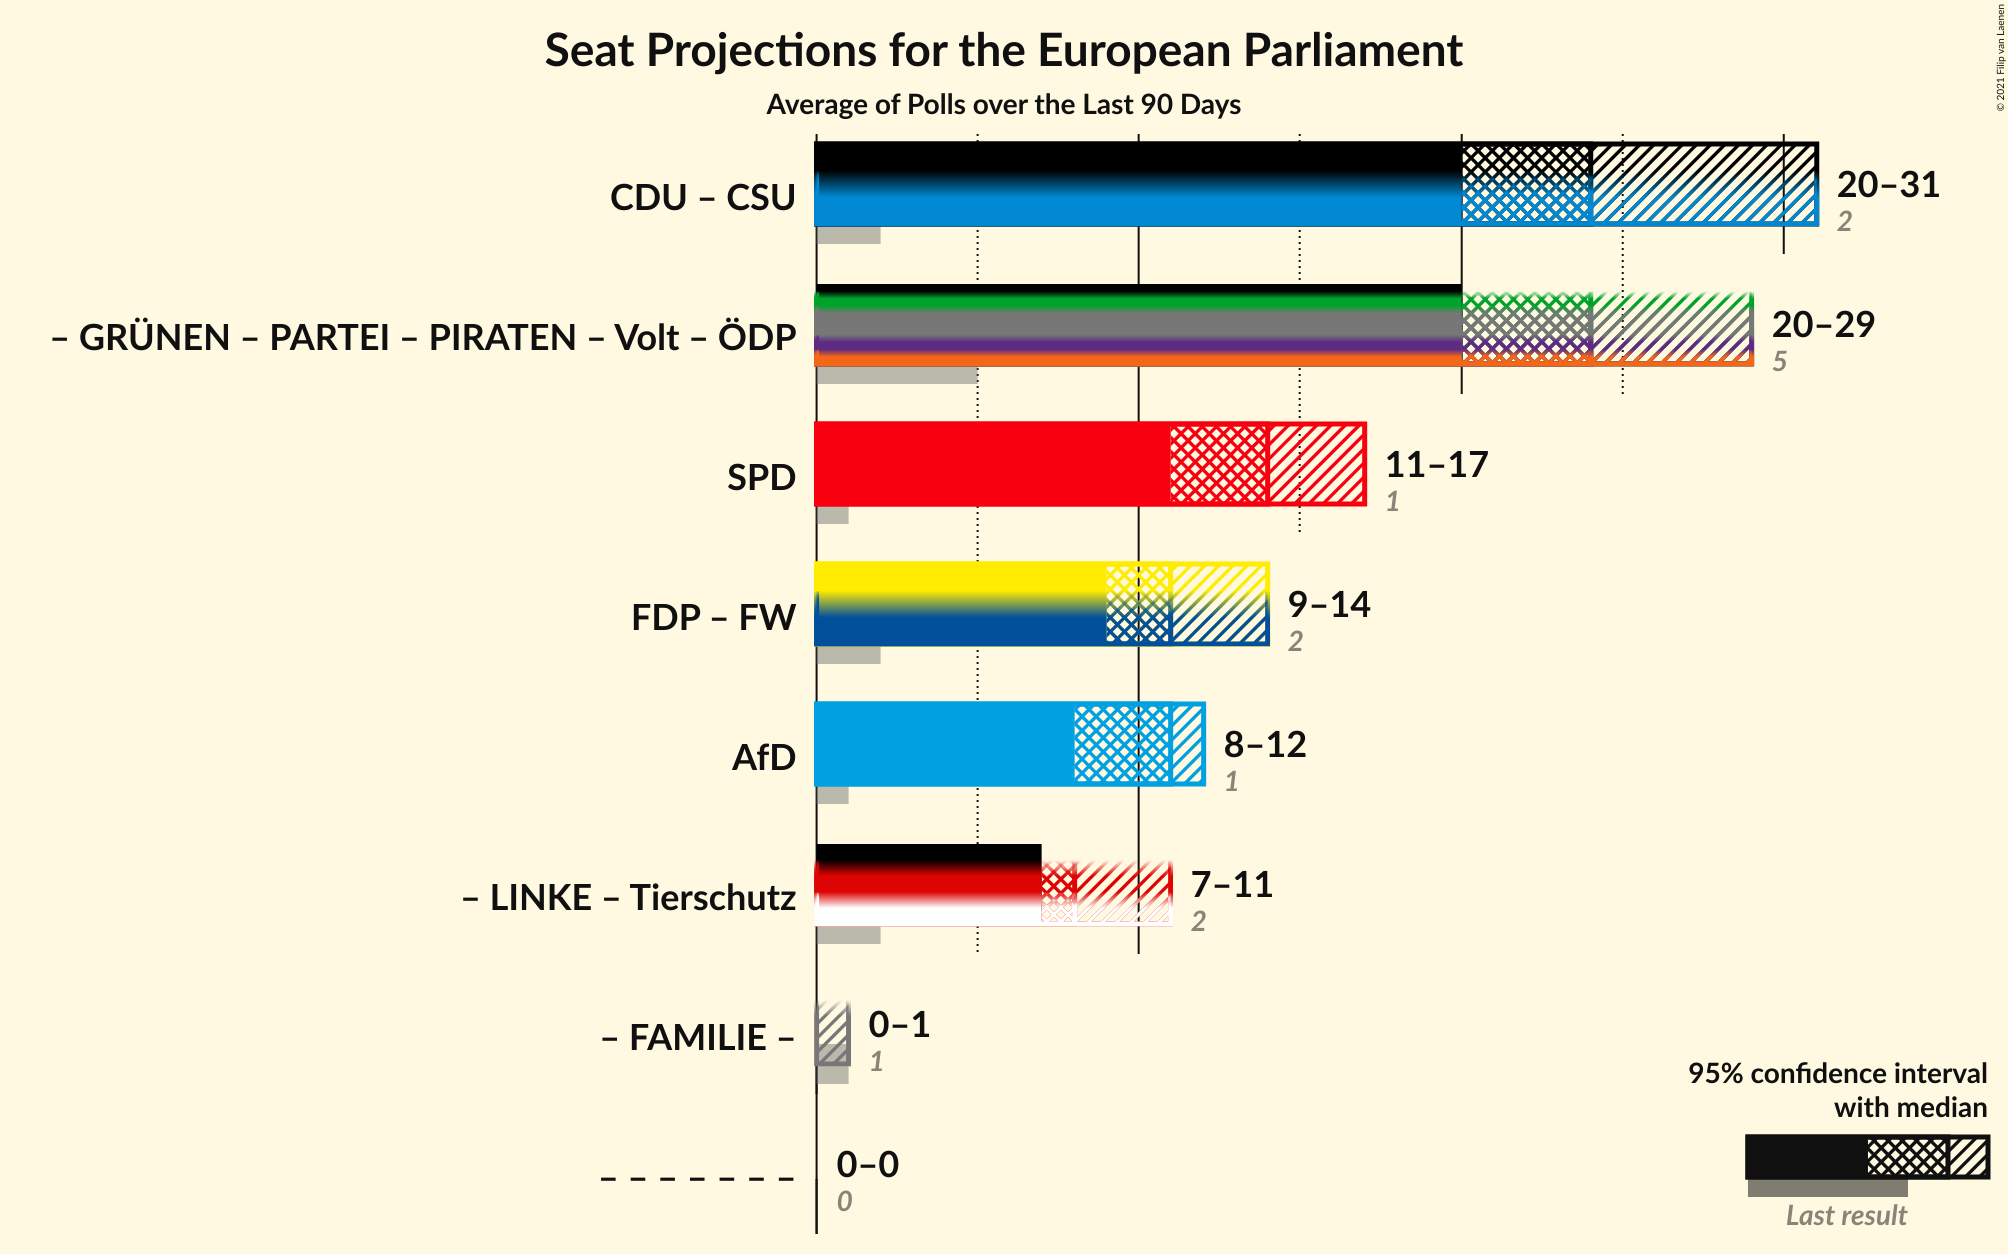 Seat Projections for the European Parliament
Average of Polls over the Last 90 Days
© 2021 Filip van Laenen
CDU – CSU
20–31
2
– GRÜNEN – PARTEI – PIRATEN – Volt – ÖDP
20–29
5
SPD
11–17
1
FDP – FW
9–14
2
AfD
8–12
1
– LINKE – Tierschutz
7–11
2
– FAMILIE –
0–1
1
– – – – – – –
0–0
0
95% confidence interval
with median
Last result